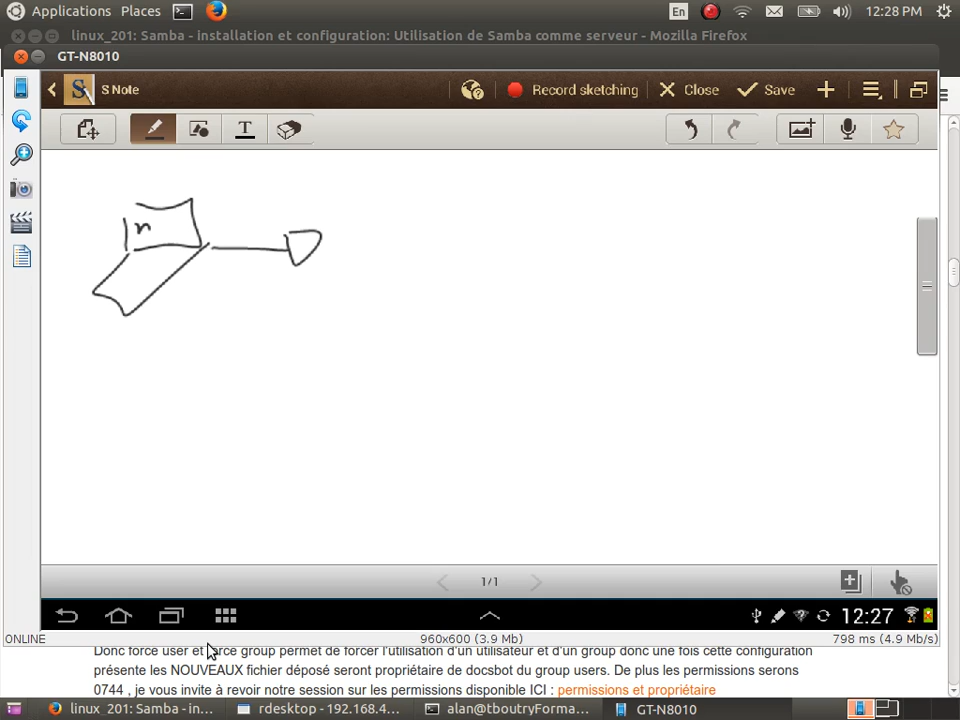 Applications Places En 12:28 PM
linux_201: Samba - installation et configuration: Utilisation de Samba comme serveur - Mozilla Firefox
GT-N8010
S Note Record sketching Close Save
T
n
1/1
12:27
ONLINE 960x600 (3.9 Mb) 798 ms (4.9 Mb/s)
Donc force user et force group permet de forcer l'utilisation d'un utilisateur et d'un group donc une fois cette configuration
présente les NOUVEAUX fichier déposé seront propriétaire de docsbot du group users. De plus les permissions serons
0744 , je vous invite à revoir notre session sur les permissions disponible ICI : permissions et propriétaire
linux_201: Samba - in... rdesktop - 192.168.4... alan@tboutryForma... GT-N8010